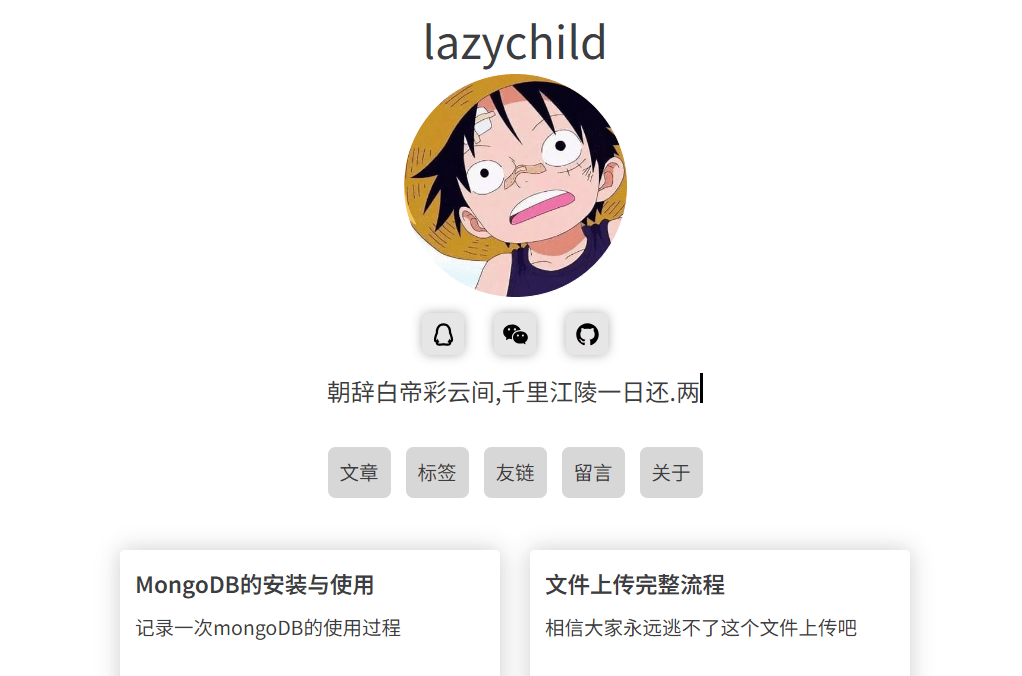 lazychild
朝辞白帝彩云间,千里江陵一日还.两
文章 标签 友链 留言 关于
MongoDB的安装与使用
记录一次mongoDB的使用过程
文件上传完整流程
相信大家永远逃不了这个文件上传吧